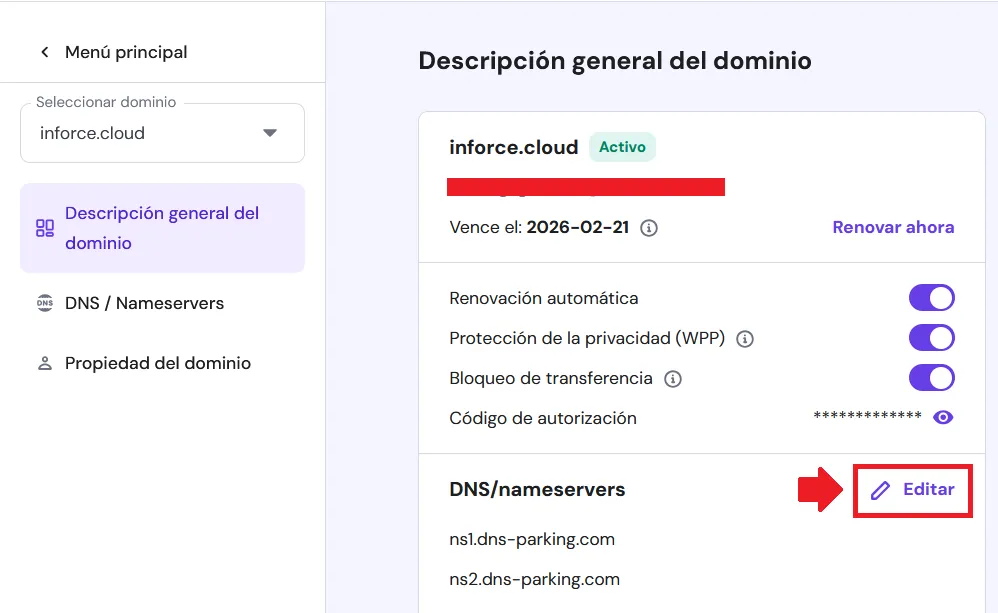 Menú principal
Seleccionar dominio
inforce.cloud
Descripción general del
dominio
DNS DNS / Nameservers
Propiedad del dominio
Descripción general del dominio
inforce.cloud Activo
Vence el: 2026-02-21 Renovar ahora
Renovación automática
Protección de la privacidad (WPP)
Bloqueo de transferencia
Código de autorización *************
DNS/nameservers Editar
ns1.dns-parking.com
ns2.dns-parking.com